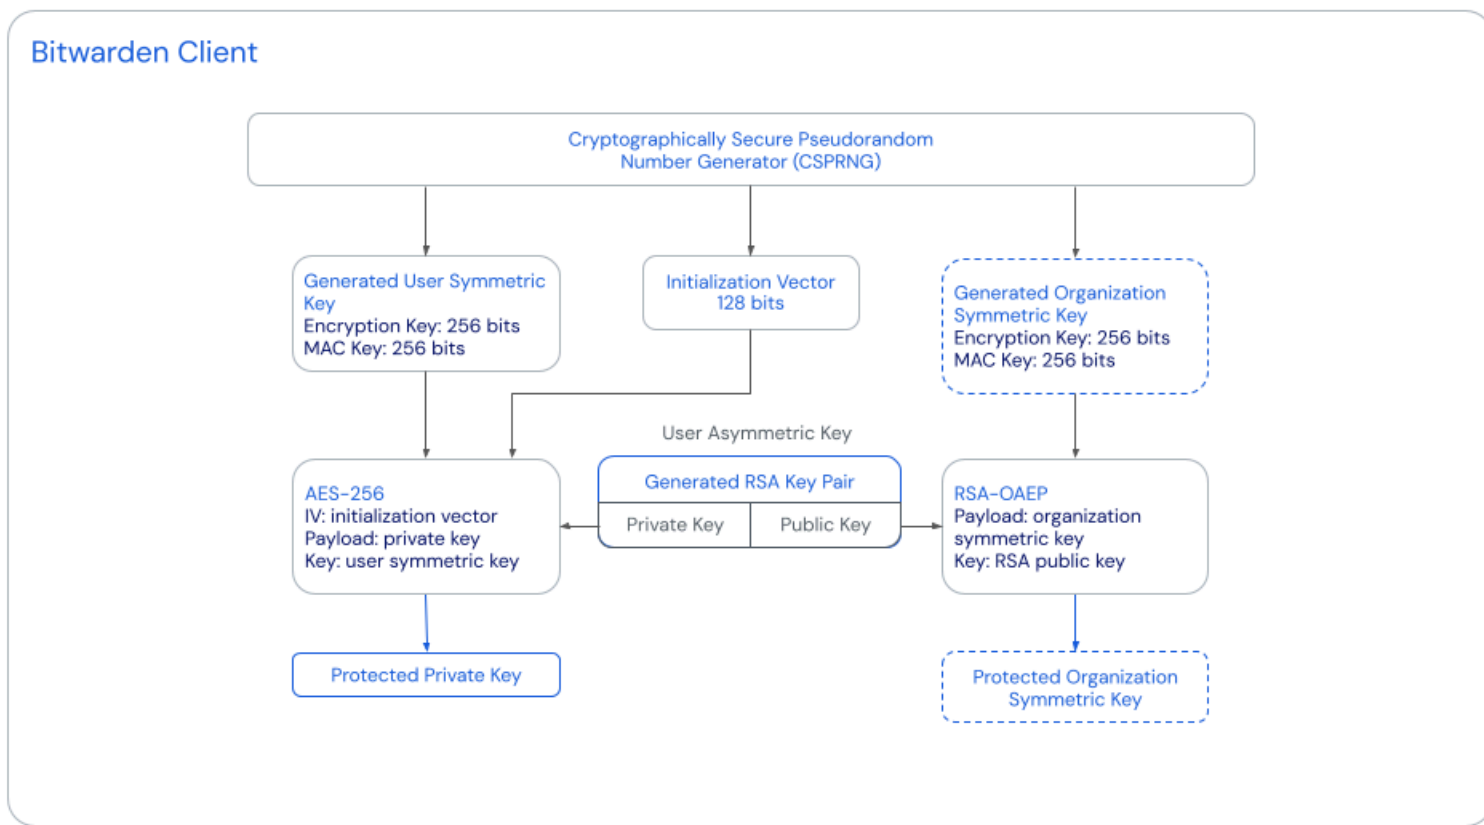 Bitwarden Client
Cryptographically Secure Pseudorandom
Number Generator (CSPRNG)
Generated User Symmetric
Key
Encryption Key: 256 bits
MAC Key: 256 bits
Initialization Vector
128 bits
Generated Organization
Symmetric Key
Encryption Key: 256 bits
MAC Key: 256 bits
User Asymmetric Key
Generated RSA Key Pair
Private Key
Public Key
AES-256
IV: initialization vector
Payload: private key
Key: user symmetric key
RSA-OAEP
Payload: organization
symmetric key
Key: RSA public key
Protected Private Key
Protected Organization
Symmetric Key